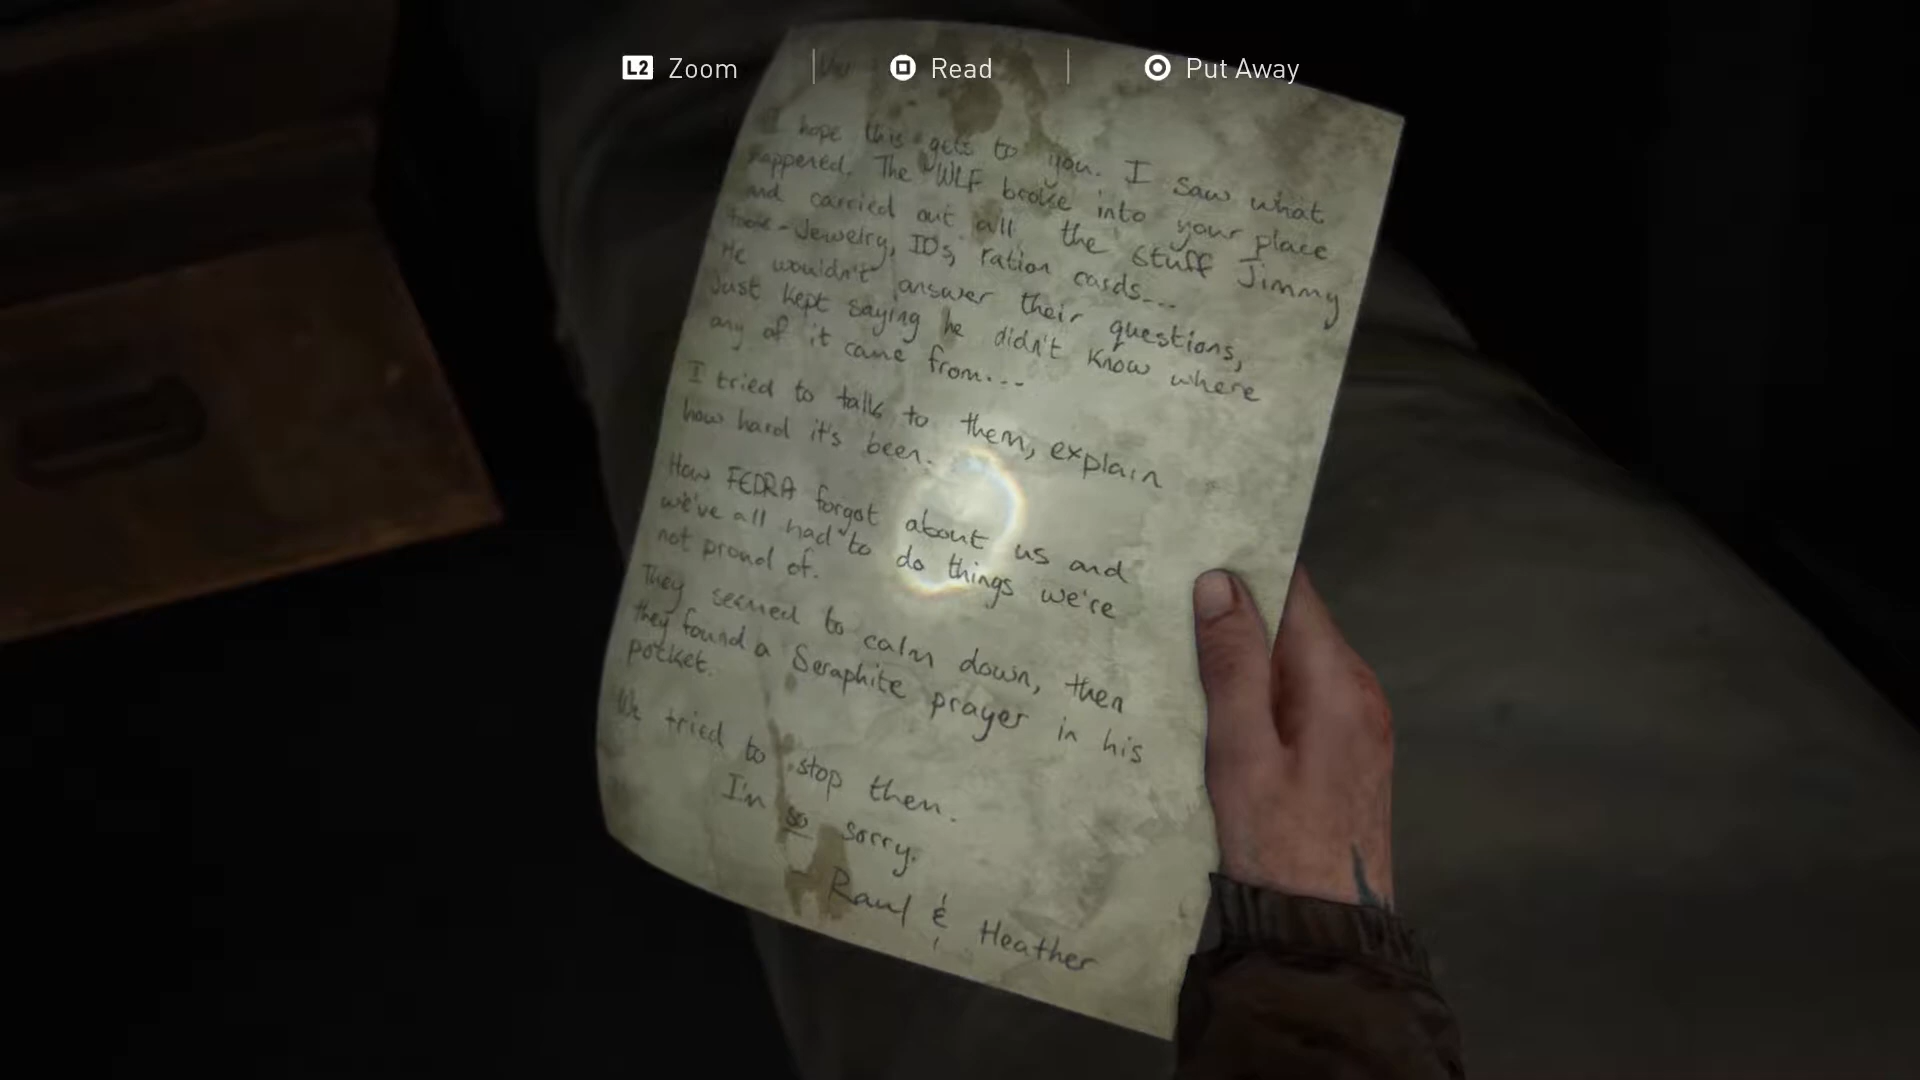 L2 Zoom
Read
Put Away
I hope this gets to you. I saw what
happened. The WLF broke into your place
and carried out all the stuff Jimmy
took - Jewelry, IDs, ration cards...
He wouldn't answer their questions,
Just kept saying he didn't know where
any of it came from...
I tried to talk to them, explain
how hard it's been.
How FEDRA forgot about us and
we've all had to do things we're
not proud of.
They seemed to calm down, then
they found a Seraphite prayer in his
pocket.
We tried to stop them.
I'm so sorry.
- Raul & Heather